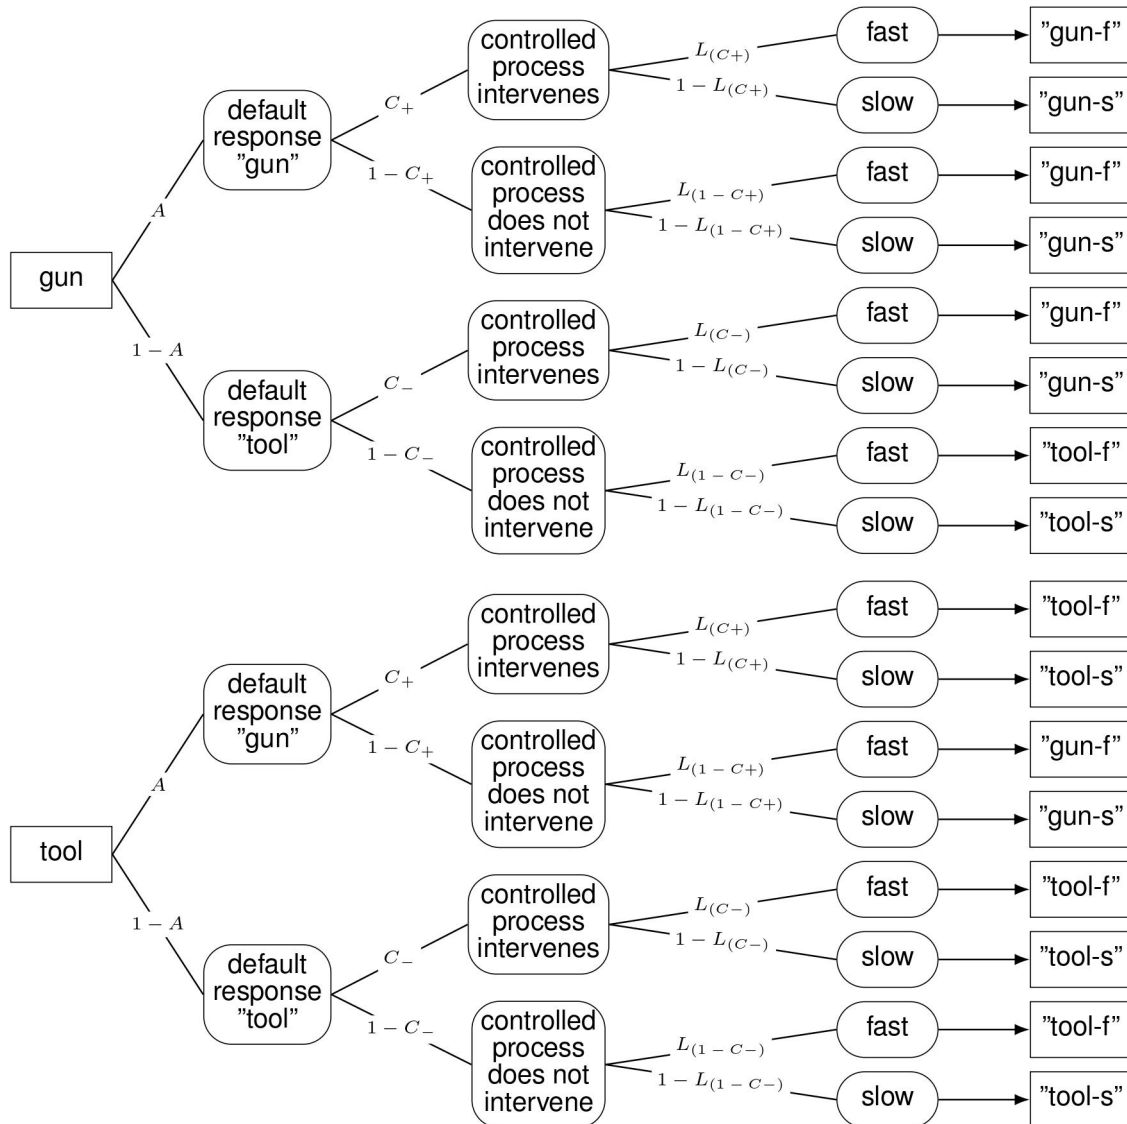 gun
A
1 − A
default
response
"gun"
C₊
1 − C₊
controlled
process
intervenes
L(C+)
1 − L(C+)
fast
"gun-f"
slow
"gun-s"
controlled
process
does not
intervene
L(1 − C+)
1 − L(1 − C+)
fast
"gun-f"
slow
"gun-s"
default
response
"tool"
C₋
1 − C₋
controlled
process
intervenes
L(C−)
1 − L(C−)
fast
"gun-f"
slow
"gun-s"
controlled
process
does not
intervene
L(1 − C−)
1 − L(1 − C−)
fast
"tool-f"
slow
"tool-s"
tool
A
1 − A
default
response
"gun"
C₊
1 − C₊
controlled
process
intervenes
L(C+)
1 − L(C+)
fast
"tool-f"
slow
"tool-s"
controlled
process
does not
intervene
L(1 − C+)
1 − L(1 − C+)
fast
"gun-f"
slow
"gun-s"
default
response
"tool"
C₋
1 − C₋
controlled
process
intervenes
L(C−)
1 − L(C−)
fast
"tool-f"
slow
"tool-s"
controlled
process
does not
intervene
L(1 − C−)
1 − L(1 − C−)
fast
"tool-f"
slow
"tool-s"